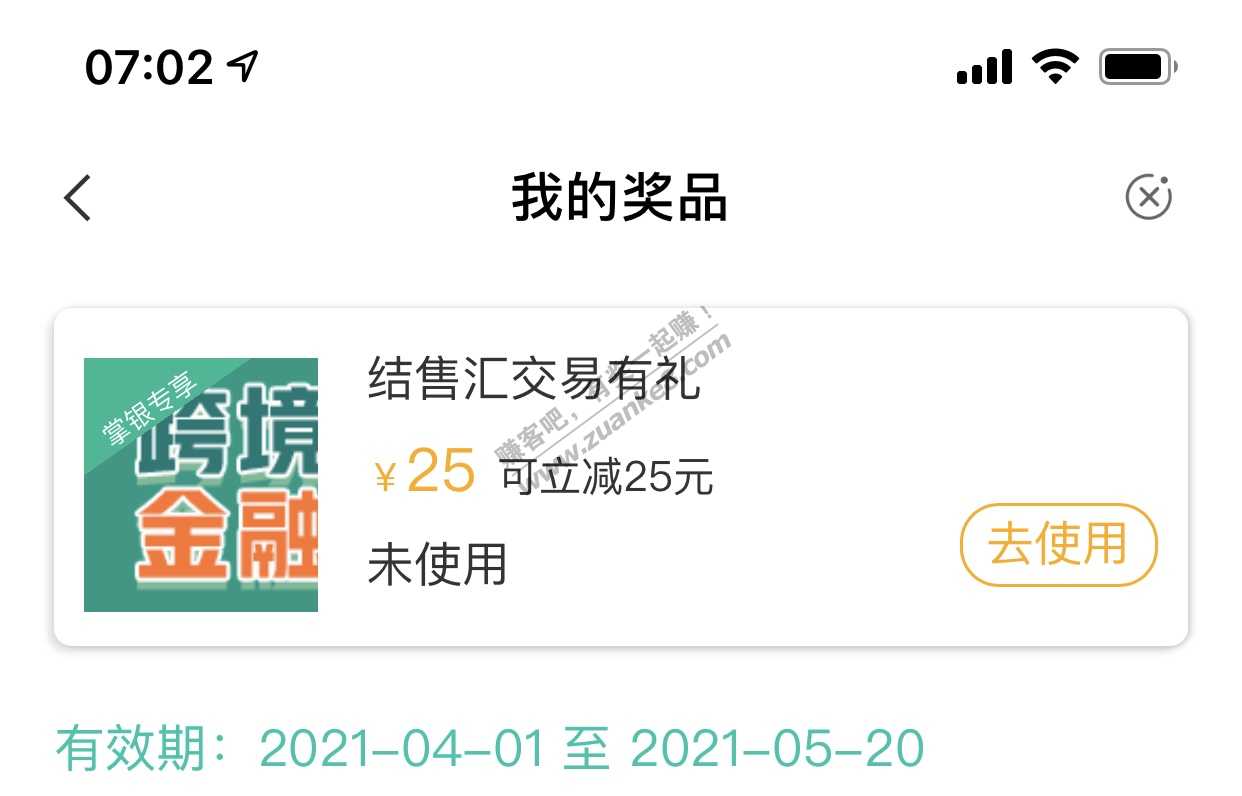 07:02
我的奖品
掌银专享
跨境
金融
结售汇交易有礼
¥25 可立减25元
未使用
去使用
赚客吧，有奖一起赚！
www.zuanke8.com
有效期：2021-04-01 至 2021-05-20